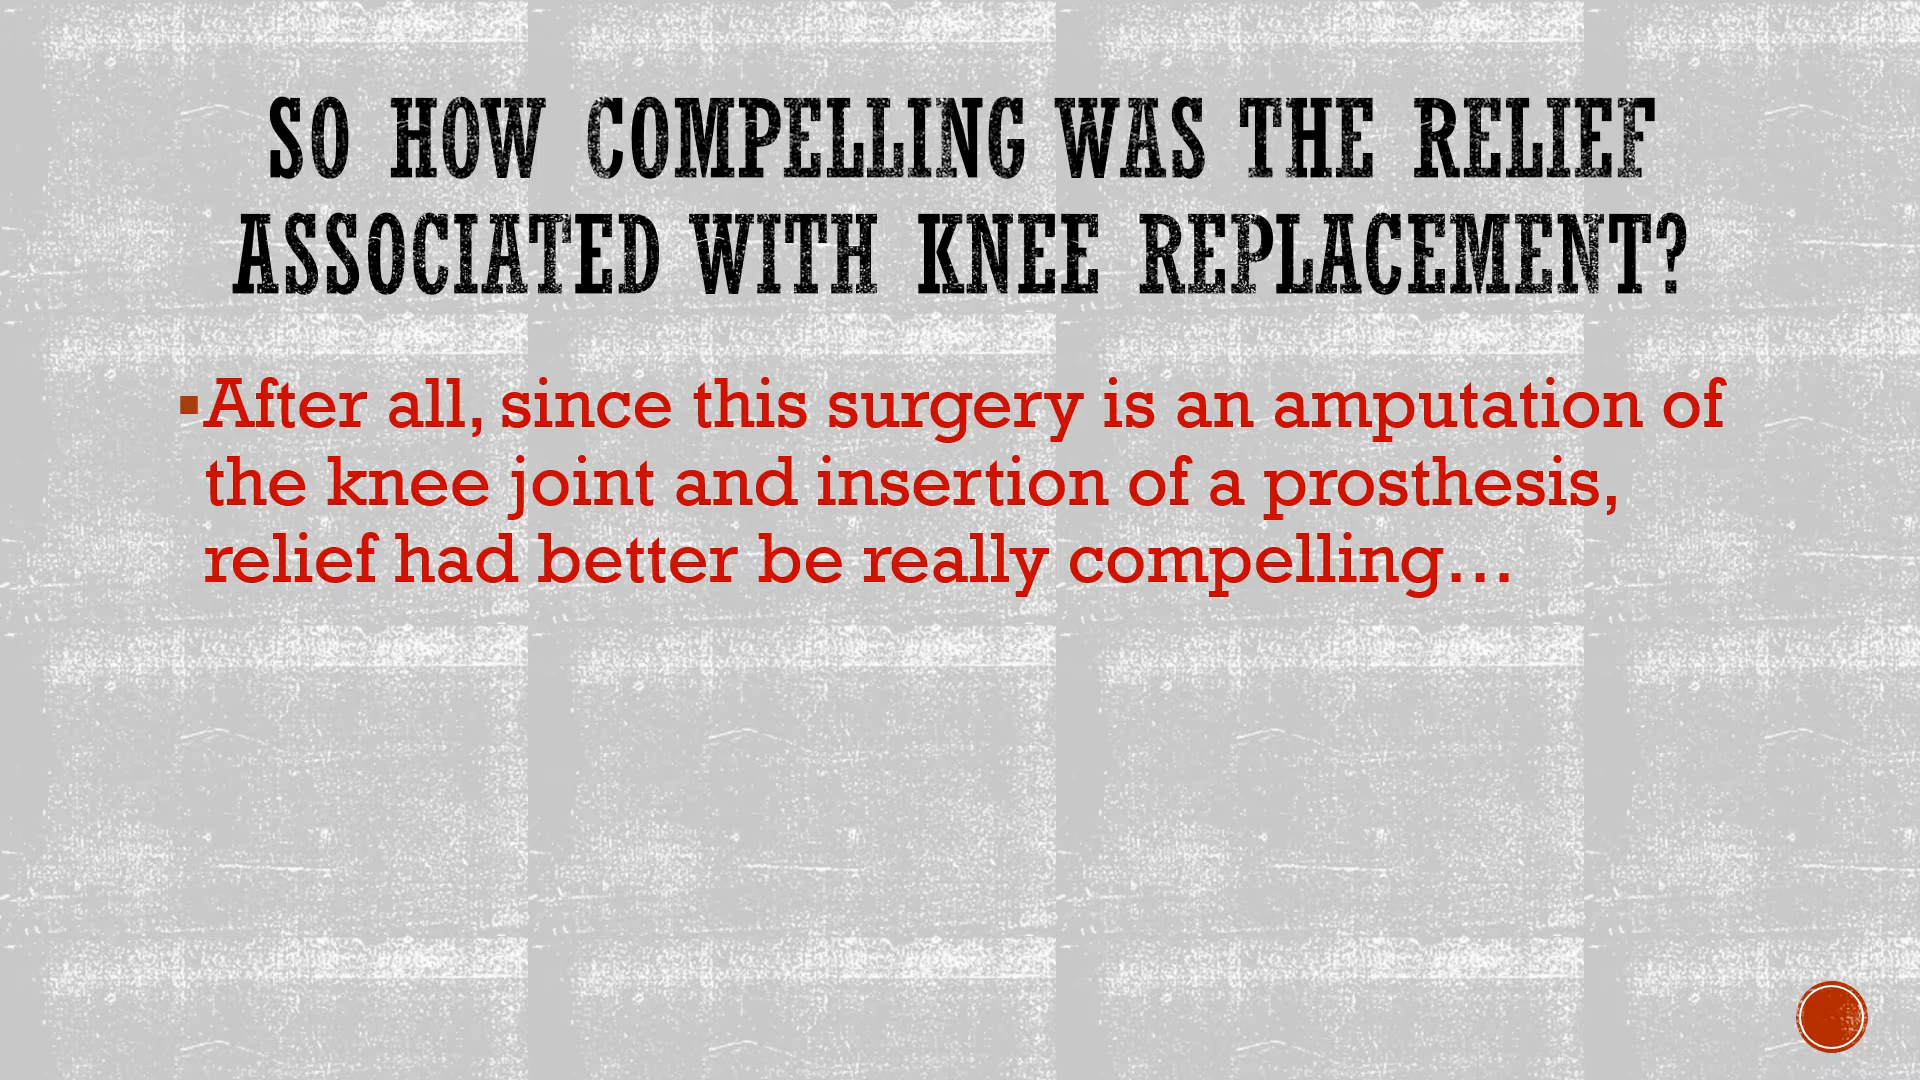 SO HOW COMPELLING WAS THE RELIEF
ASSOCIATED WITH KNEE REPLACEMENT?
▪After all, since this surgery is an amputation of
the knee joint and insertion of a prosthesis,
relief had better be really compelling…